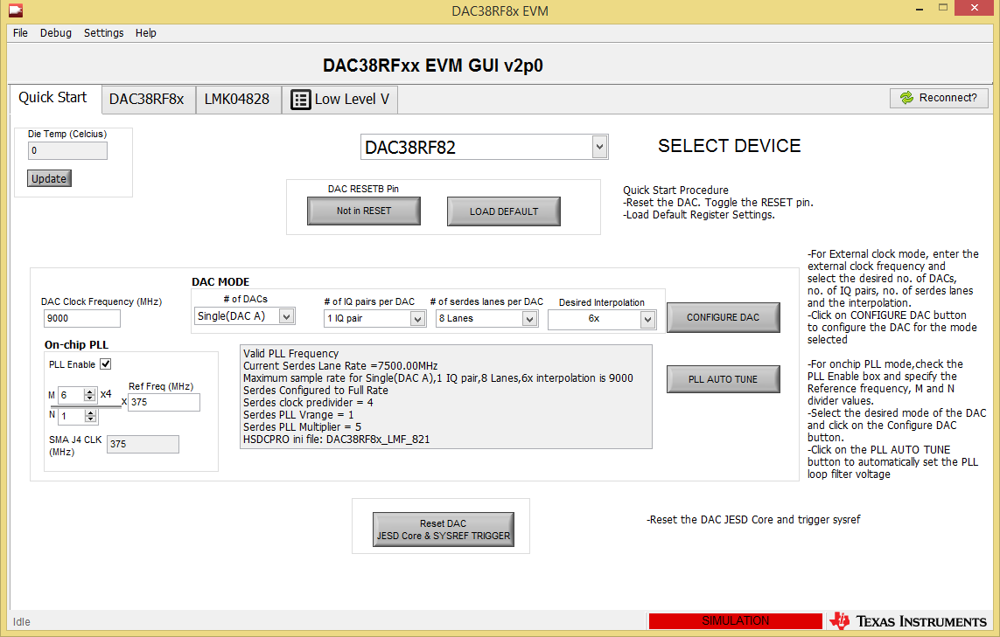 DAC38RF8x EVM
File Debug Settings Help
DAC38RFxx EVM GUI v2p0
Quick Start DAC38RF8x LMK04828 Low Level V Reconnect?
Die Temp (Celcius)
0
Update
DAC38RF82
SELECT DEVICE
DAC RESETB Pin
Not in RESET LOAD DEFAULT
Quick Start Procedure
-Reset the DAC. Toggle the RESET pin.
-Load Default Register Settings.
DAC MODE
DAC Clock Frequency (MHz)
9000
# of DACs
Single(DAC A)
# of IQ pairs per DAC
1 IQ pair
# of serdes lanes per DAC
8 Lanes
Desired Interpolation
6x
CONFIGURE DAC
On-chip PLL
PLL Enable
M 6 x4
N 1
x
Ref Freq (MHz)
375
SMA J4 CLK
(MHz)
375
Valid PLL Frequency
Current Serdes Lane Rate =7500.00MHz
Maximum sample rate for Single(DAC A),1 IQ pair,8 Lanes,6x interpolation is 9000
Serdes Configured to Full Rate
Serdes clock predivider = 4
Serdes PLL Vrange = 1
Serdes PLL Multiplier = 5
HSDCPRO ini file: DAC38RF8x_LMF_821
PLL AUTO TUNE
-For External clock mode, enter the
external clock frequency and
select the desired no. of DACs,
no. of IQ pairs, no. of serdes lanes
and the interpolation.
-Click on CONFIGURE DAC button
to configure the DAC for the mode
selected
-For onchip PLL mode,check the
PLL Enable box and specify the
Reference frequency, M and N
divider values.
-Select the desired mode of the DAC
and click on the Configure DAC
button.
-Click on the PLL AUTO TUNE
button to automatically set the PLL
loop filter voltage
Reset DAC
JESD Core & SYSREF TRIGGER
-Reset the DAC JESD Core and trigger sysref
Idle
SIMULATION
TEXAS INSTRUMENTS